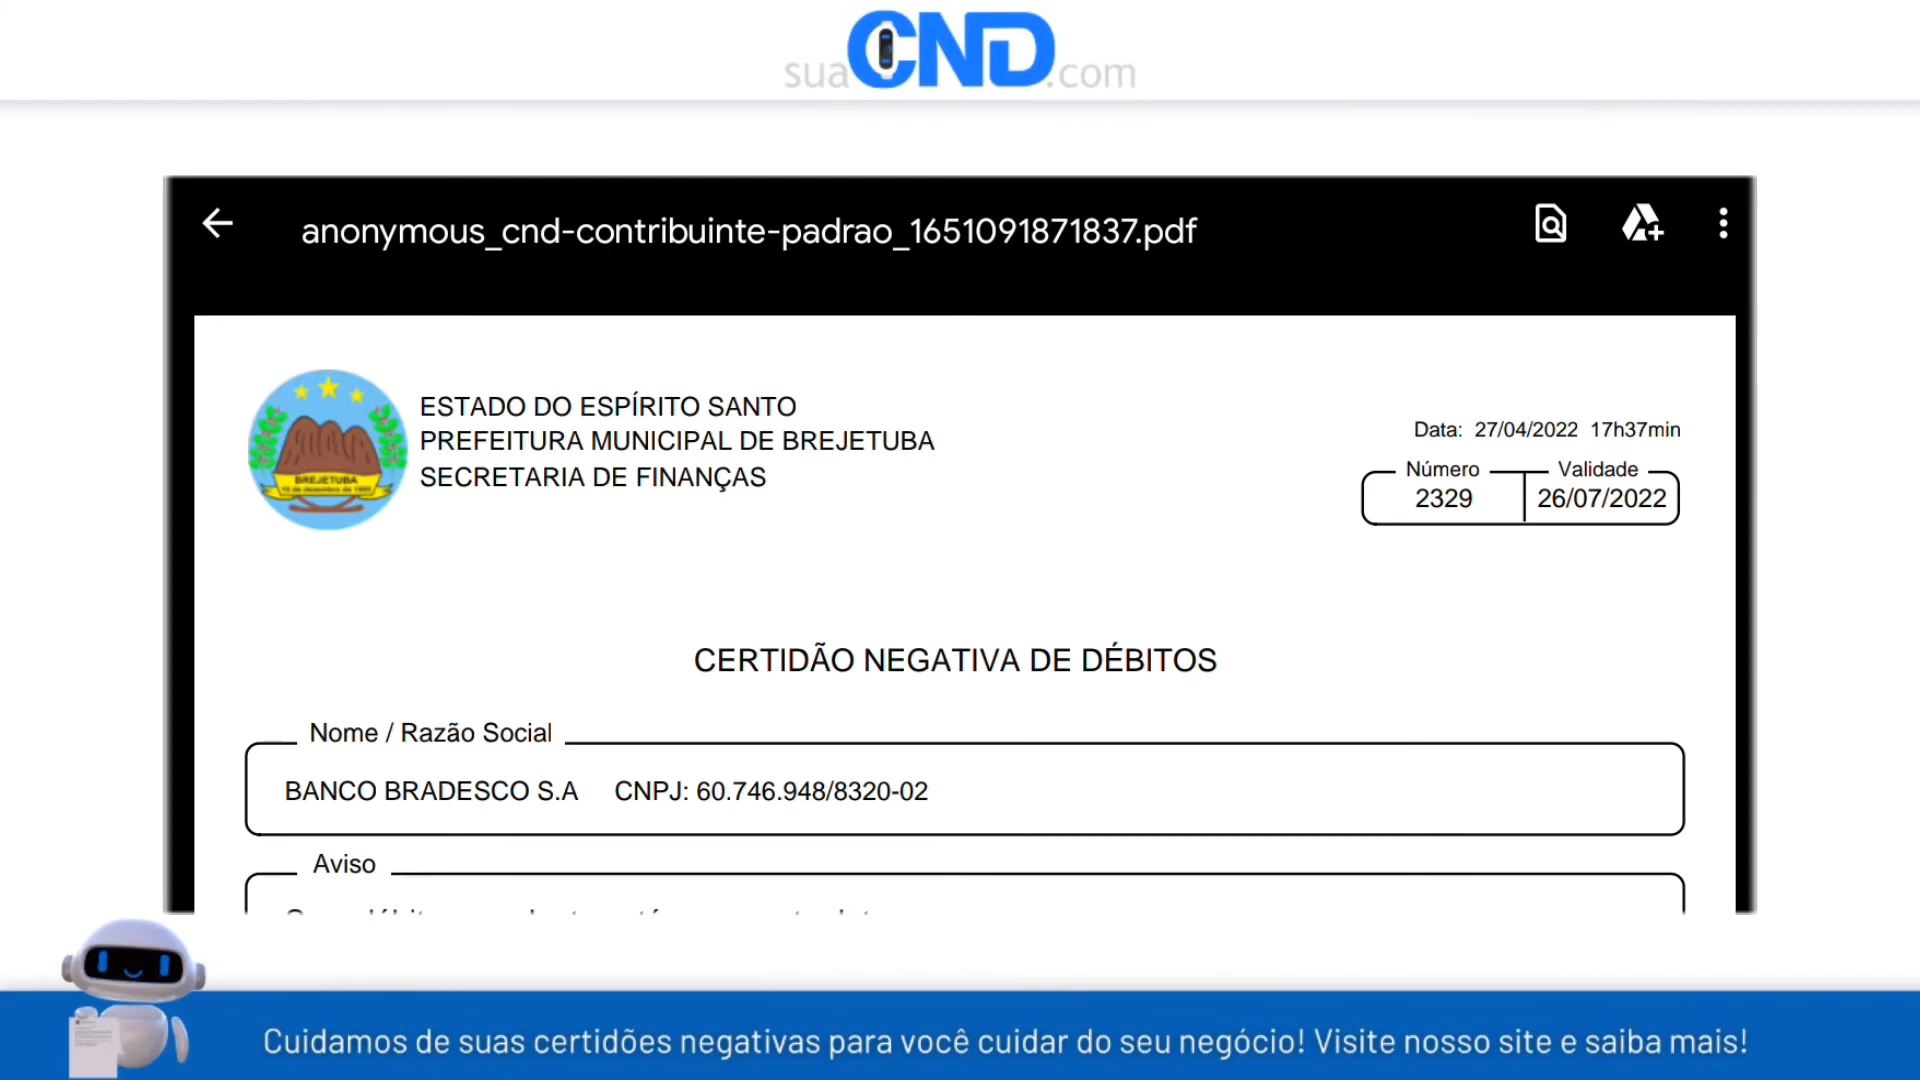 suaCND.com
anonymous_cnd-contribuinte-padrao_1651091871837.pdf
ESTADO DO ESPÍRITO SANTO
PREFEITURA MUNICIPAL DE BREJETUBA
SECRETARIA DE FINANÇAS
BREJETUBA
Data: 27/04/2022 17h37min
Número Validade
2329 26/07/2022
CERTIDÃO NEGATIVA DE DÉBITOS
Nome / Razão Social
BANCO BRADESCO S.A CNPJ: 60.746.948/8320-02
Aviso
Cuidamos de suas certidões negativas para você cuidar do seu negócio! Visite nosso site e saiba mais!